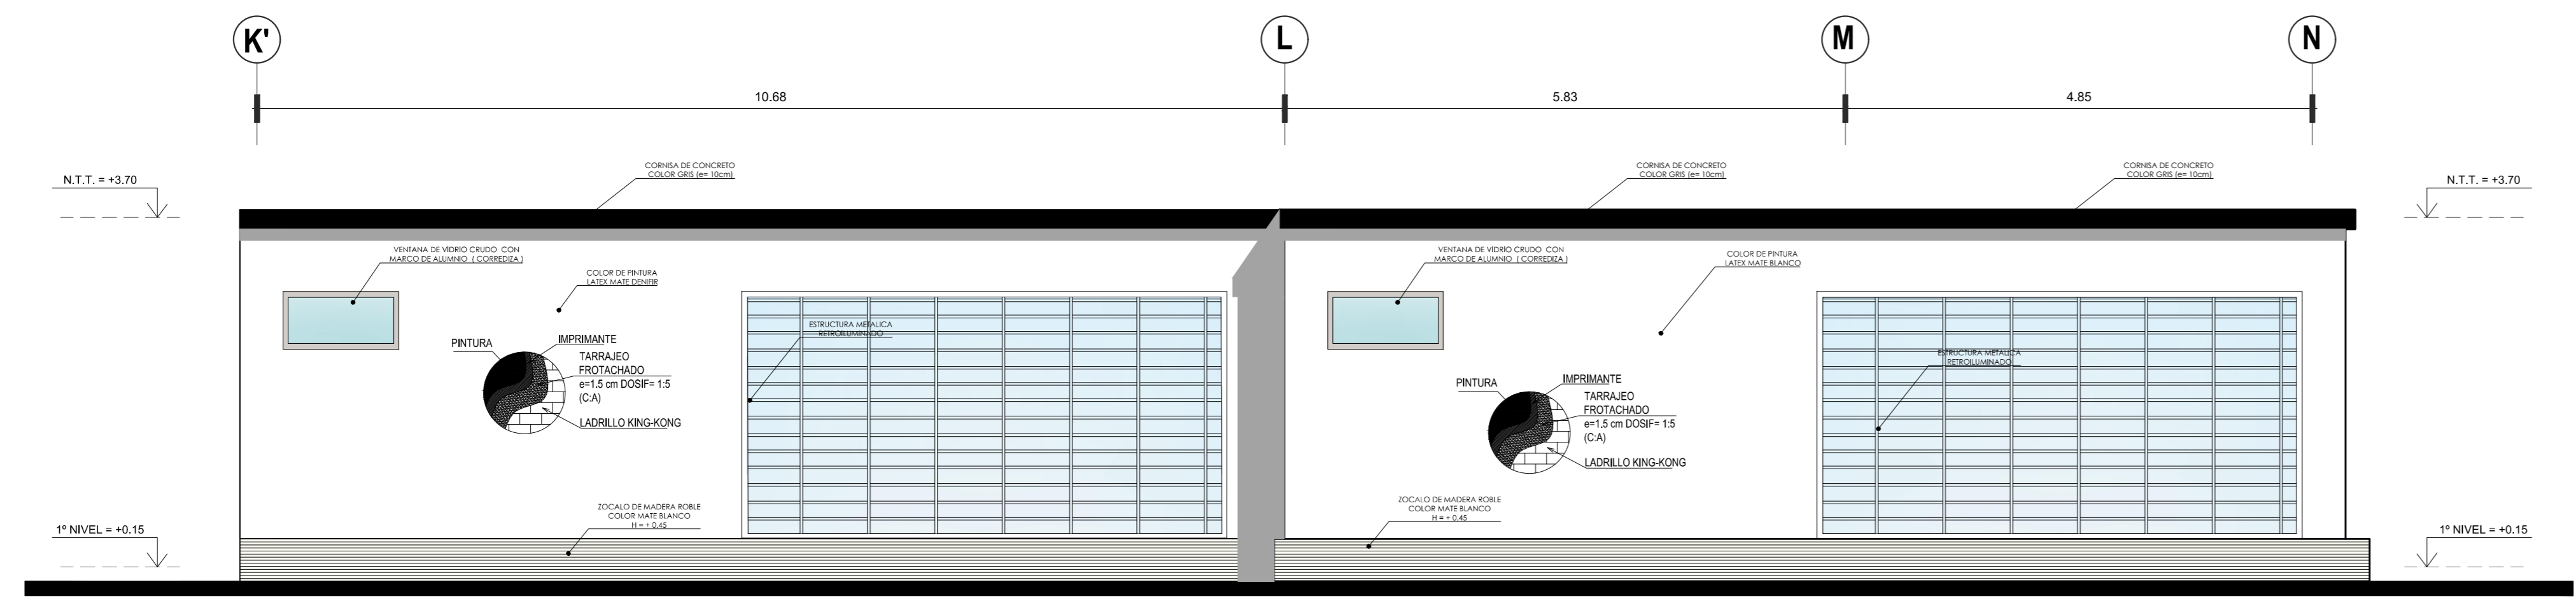 K'
L
M
N
10.68
5.83
4.85
CORNISA DE CONCRETO
COLOR GRIS (e= 10cm)
CORNISA DE CONCRETO
COLOR GRIS (e= 10cm)
CORNISA DE CONCRETO
COLOR GRIS (e= 10cm)
N.T.T. = +3.70
N.T.T. = +3.70
VENTANA DE VIDRIO CRUDO CON
MARCO DE ALUMNIO ( CORREDIZA )
COLOR DE PINTURA
LATEX MATE DENIFIR
VENTANA DE VIDRIO CRUDO CON
MARCO DE ALUMNIO ( CORREDIZA )
COLOR DE PINTURA
LATEX MATE BLANCO
ESTRUCTURA METALICA
RETROILUMINADO
PINTURA
IMPRIMANTE
TARRAJEO
FROTACHADO
e=1.5 cm DOSIF= 1:5
(C:A)
LADRILLO KING-KONG
ESTRUCTURA METALICA
RETROILUMINADO
PINTURA
IMPRIMANTE
TARRAJEO
FROTACHADO
e=1.5 cm DOSIF= 1:5
(C:A)
LADRILLO KING-KONG
ZOCALO DE MADERA ROBLE
COLOR MATE BLANCO
H = + 0.45
ZOCALO DE MADERA ROBLE
COLOR MATE BLANCO
H = + 0.45
1º NIVEL = +0.15
1º NIVEL = +0.15